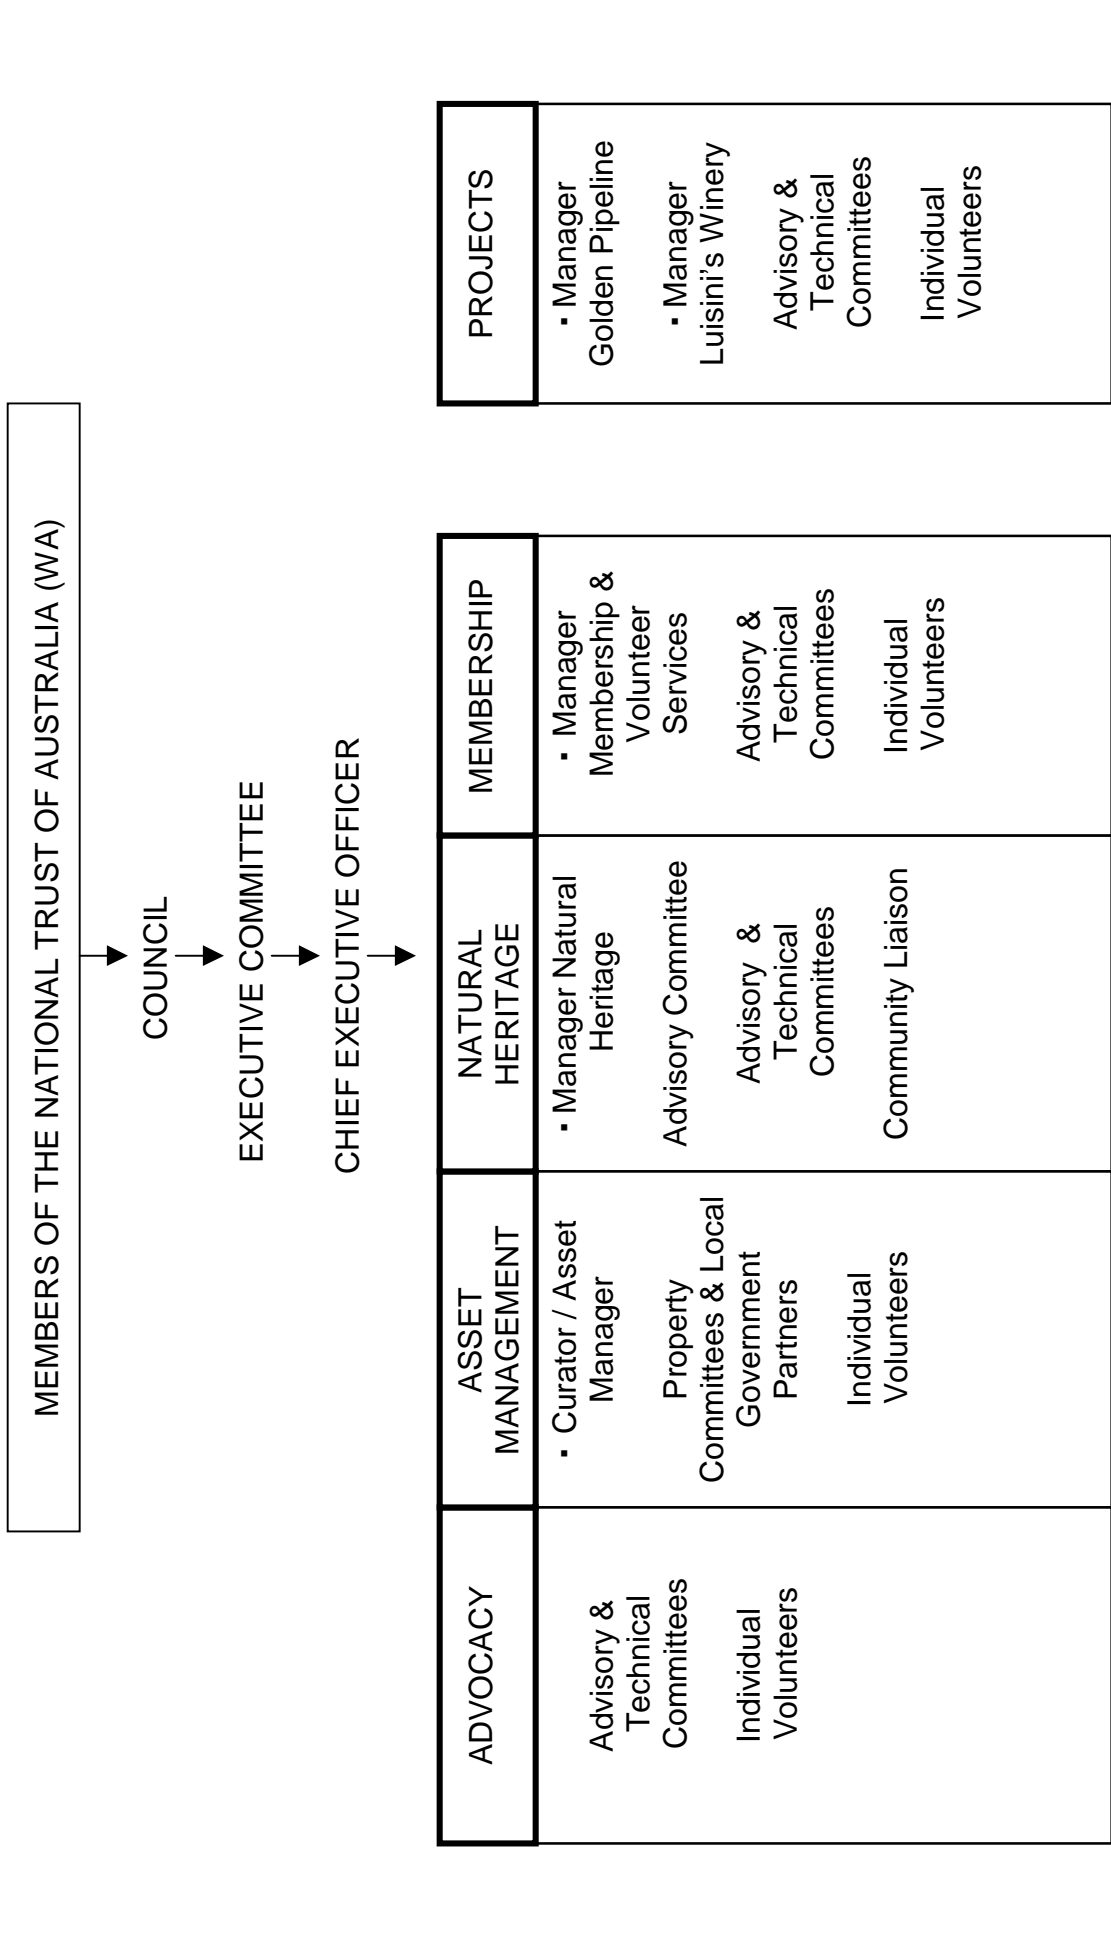 MEMBERS OF THE NATIONAL TRUST OF AUSTRALIA (WA)
COUNCIL
EXECUTIVE COMMITTEE
CHIEF EXECUTIVE OFFICER
ADVOCACY
Advisory &
Technical
Committees
Individual
Volunteers
ASSET
MANAGEMENT
▪ Curator / Asset
Manager
Property
Committees & Local
Government
Partners
Individual
Volunteers
NATURAL
HERITAGE
▪ Manager Natural
Heritage
Advisory Committee
Advisory &
Technical
Committees
Community Liaison
MEMBERSHIP
▪ Manager
Membership &
Volunteer
Services
Advisory &
Technical
Committees
Individual
Volunteers
PROJECTS
▪ Manager
Golden Pipeline
▪ Manager
Luisini's Winery
Advisory &
Technical
Committees
Individual
Volunteers